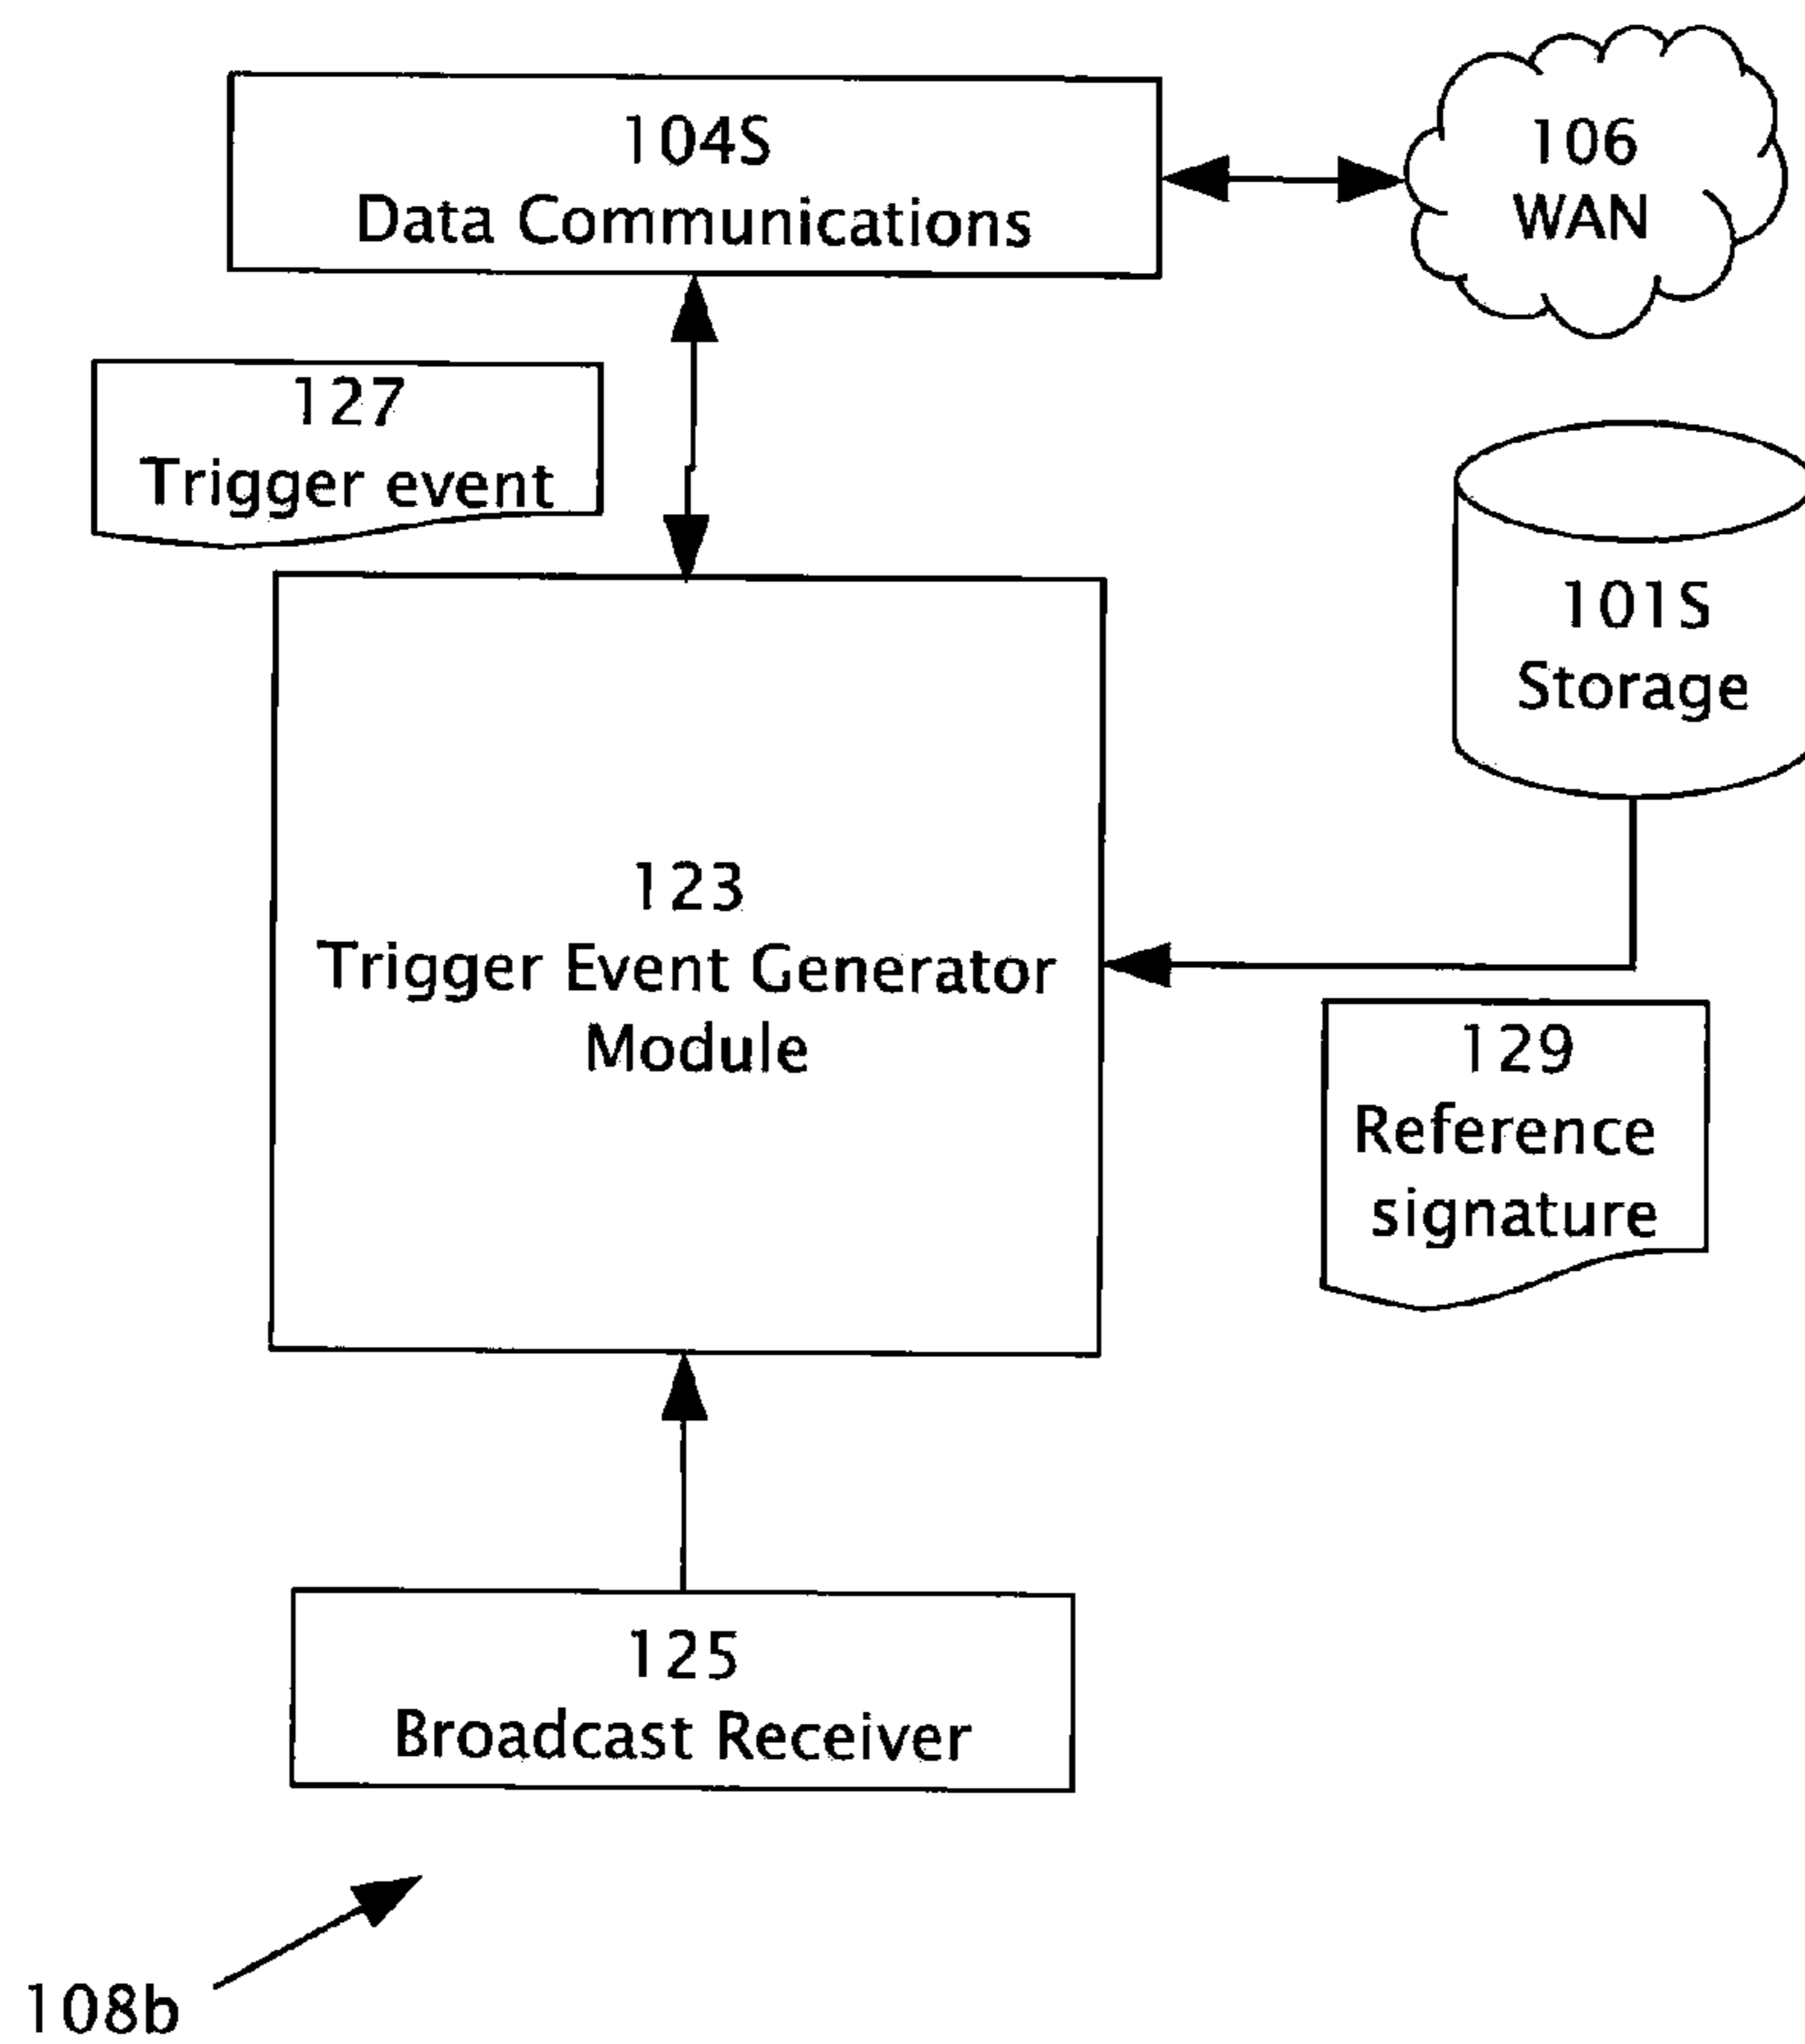 104S
Data Communications
106
WAN
127
Trigger event
101S
Storage
123
Trigger Event Generator
Module
129
Reference
signature
125
Broadcast Receiver
108b